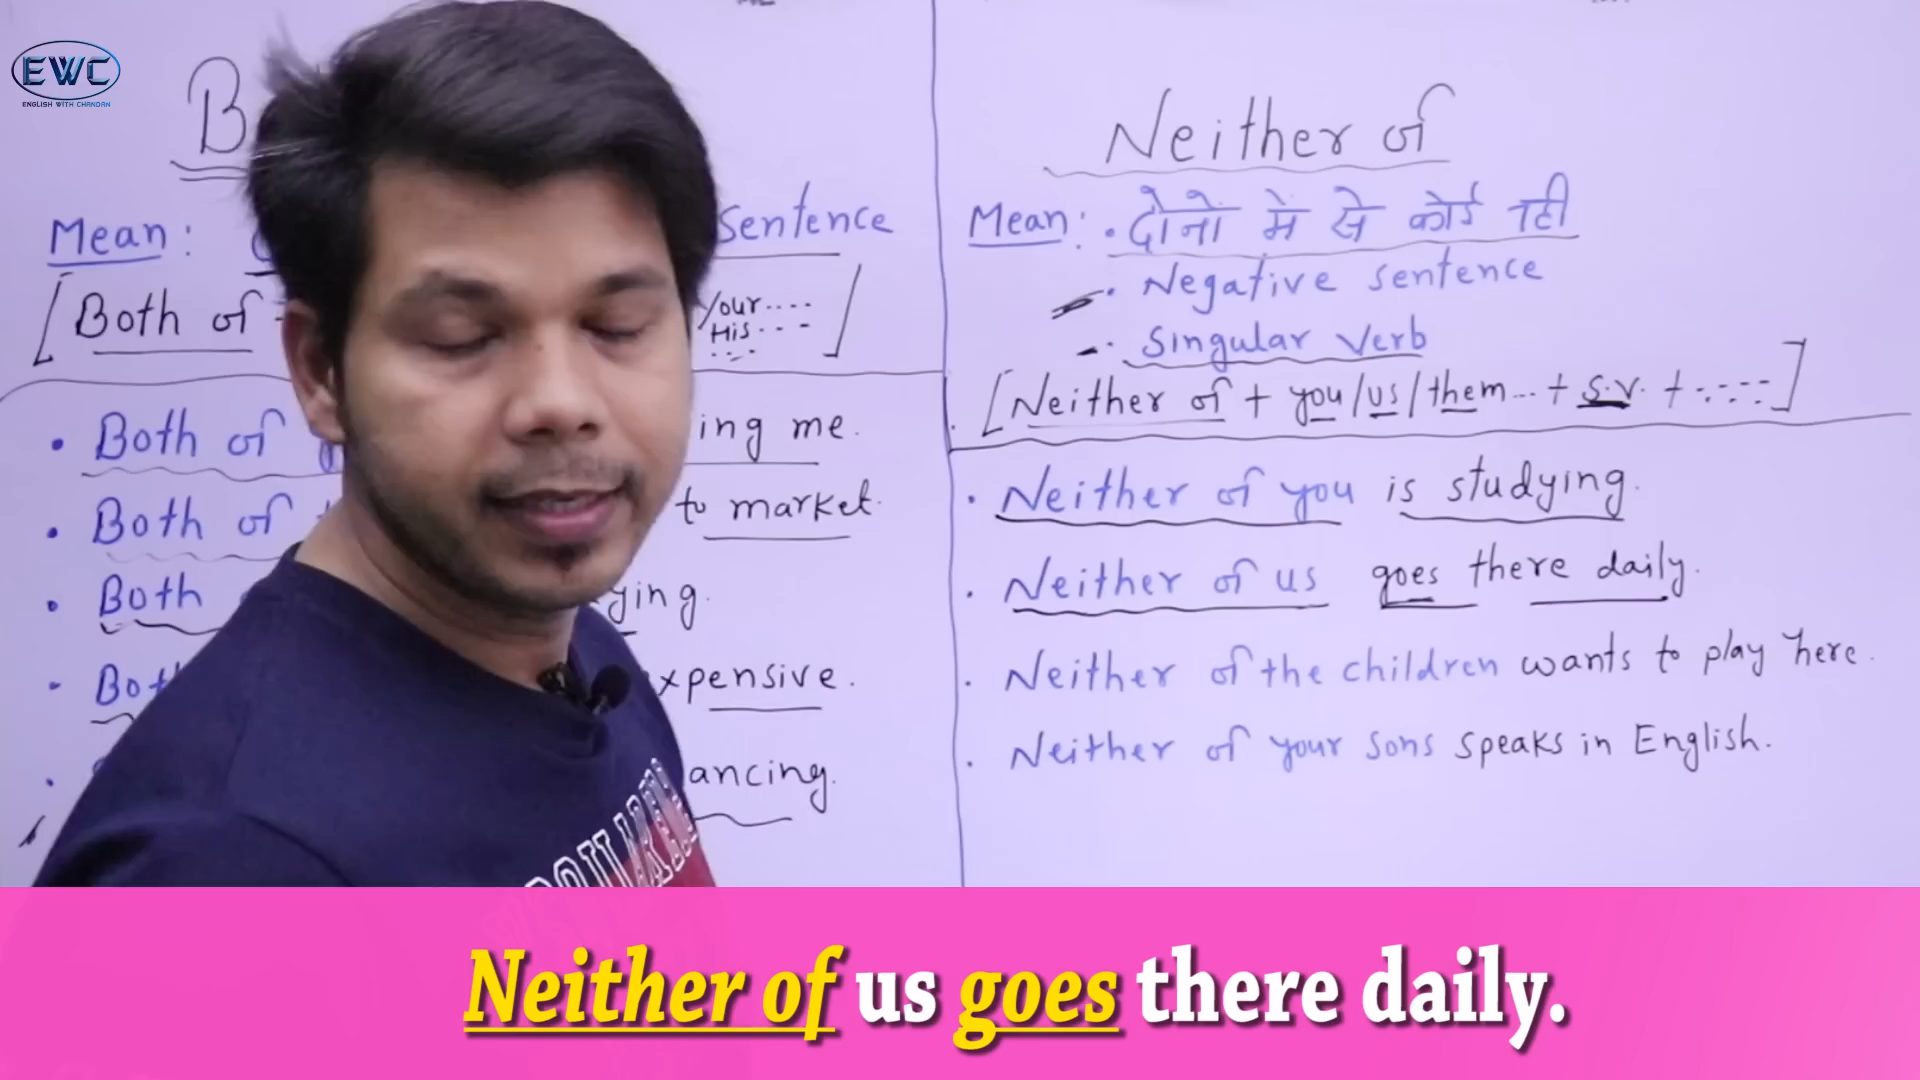 EWC
ENGLISH WITH CHANDAN
Mean :
Sentence
[Both of
Your....
His...-
]
• Both of
ing me.
• Both of
to market.
• Both
ying.
- Bot
xpensive.
ancing.
Neither of
Mean: • दोनो में से कोई नही
• Negative sentence
• Singular Verb
[Neither of + you/us/them... + S.V. + .....]
• Neither of you is studying.
• Neither of us goes there daily.
• Neither of the children wants to play here.
• Neither of your sons speaks in English.
Neither of us goes there daily.